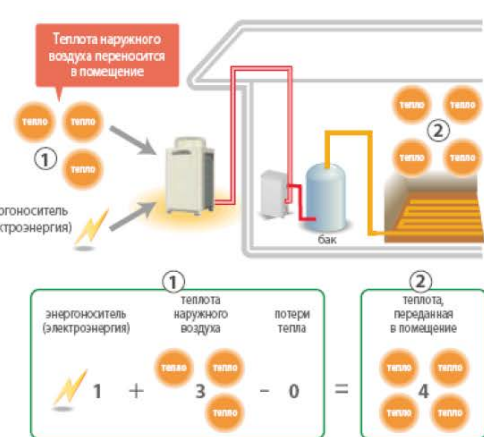 Теплота наружного
воздуха переносится
в помещение
тепло тепло
тепло
①
тепло тепло
②
тепло тепло
ргоноситель
ктроэнергия)
бак
①
энергоноситель
(электроэнергия)
теплота
наружного
воздуха
потери
тепла
тепло тепло
тепло
1 + 3 - 0 =
②
теплота,
переданная
в помещение
тепло тепло
4
тепло тепло